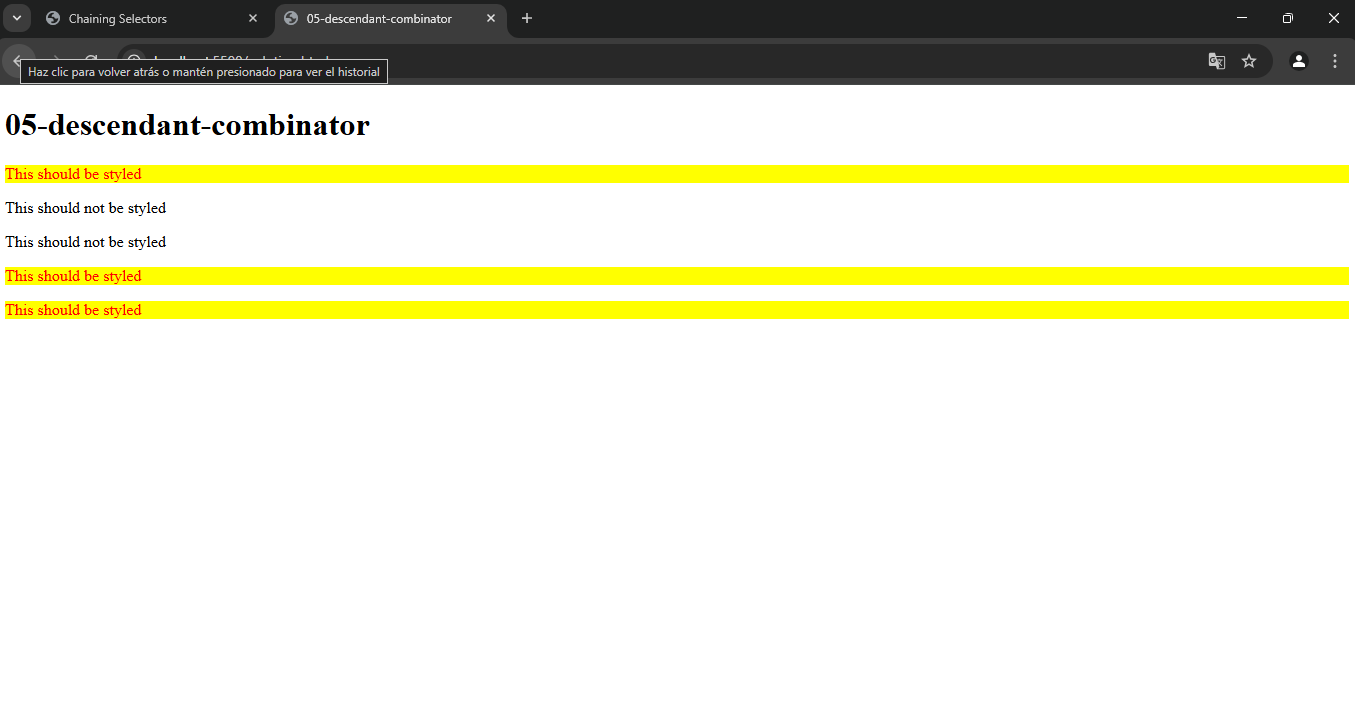 Chaining Selectors
05-descendant-combinator
Haz clic para volver atrás o mantén presionado para ver el historial
05-descendant-combinator
This should be styled
This should not be styled
This should not be styled
This should be styled
This should be styled